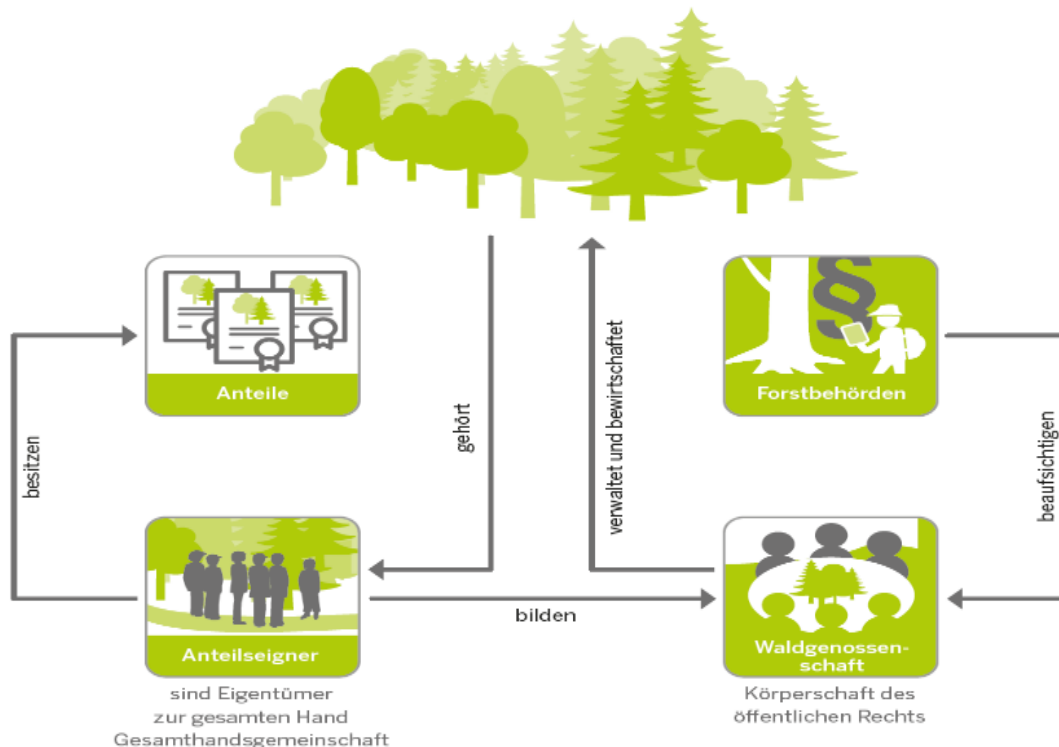 Anteile
Forstbehörden
besitzen
gehört
verwaltet und bewirtschaftet
beaufsichtigen
Anteilseigner
bilden
Waldgenossen-
schaft
sind Eigentümer
zur gesamten Hand
Gesamthandsgemeinschaft
Körperschaft des
öffentlichen Rechts
§